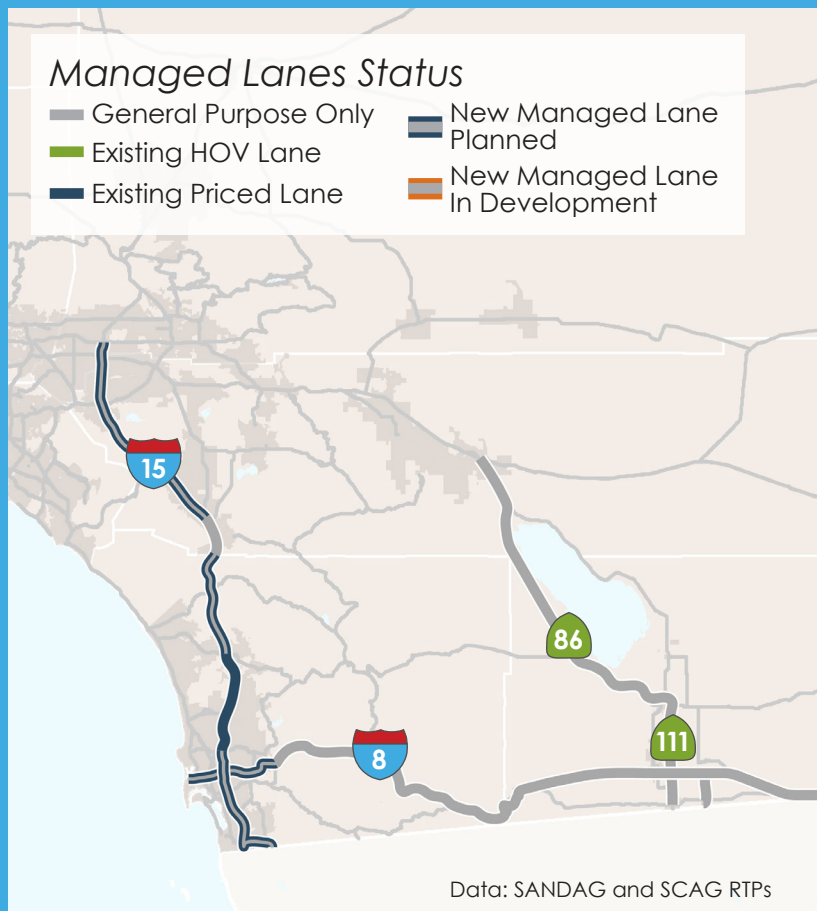 Managed Lanes Status
General Purpose Only
Existing HOV Lane
Existing Priced Lane
New Managed Lane
Planned
New Managed Lane
In Development
15
86
111
8
Data: SANDAG and SCAG RTPs